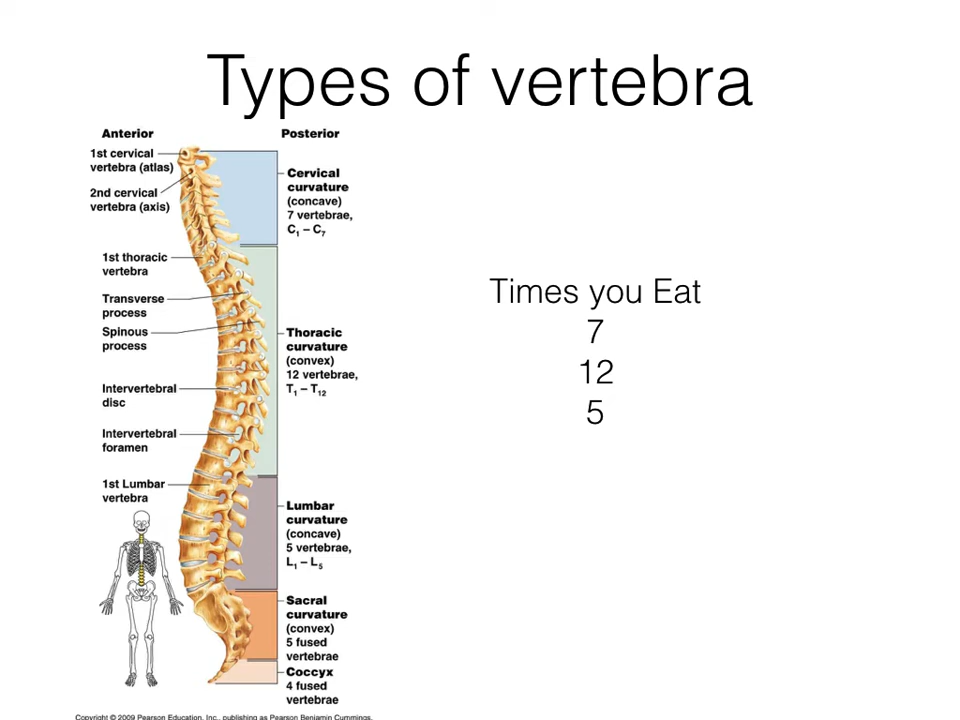 Types of vertebra
Anterior
Posterior
1st cervical
vertebra (atlas)
2nd cervical
vertebra (axis)
1st thoracic
vertebra
Transverse
process
Spinous
process
Intervertebral
disc
Intervertebral
foramen
1st Lumbar
vertebra
Cervical
curvature
(concave)
7 vertebrae,
C₁ – C₇
Thoracic
curvature
(convex)
12 vertebrae,
T₁ – T₁₂
Lumbar
curvature
(concave)
5 vertebrae,
L₁ – L₅
Sacral
curvature
(convex)
5 fused
vertebrae
Coccyx
4 fused
vertebrae
Times you Eat
7
12
5
Copyright © 2009 Pearson Education, Inc., publishing as Pearson Benjamin Cummings.